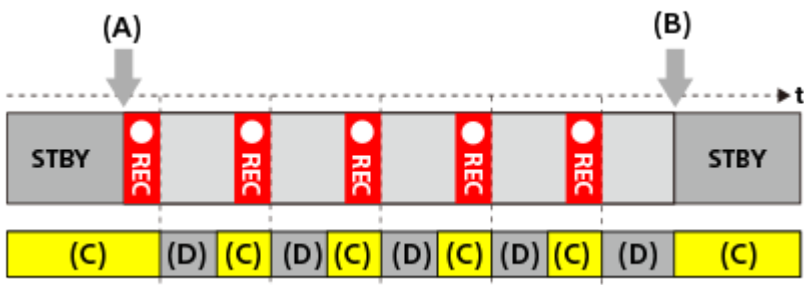 (A) (B)
t
STBY REC REC REC REC REC STBY
(C) (D) (C) (D) (C) (D) (C) (D) (C) (D) (C)